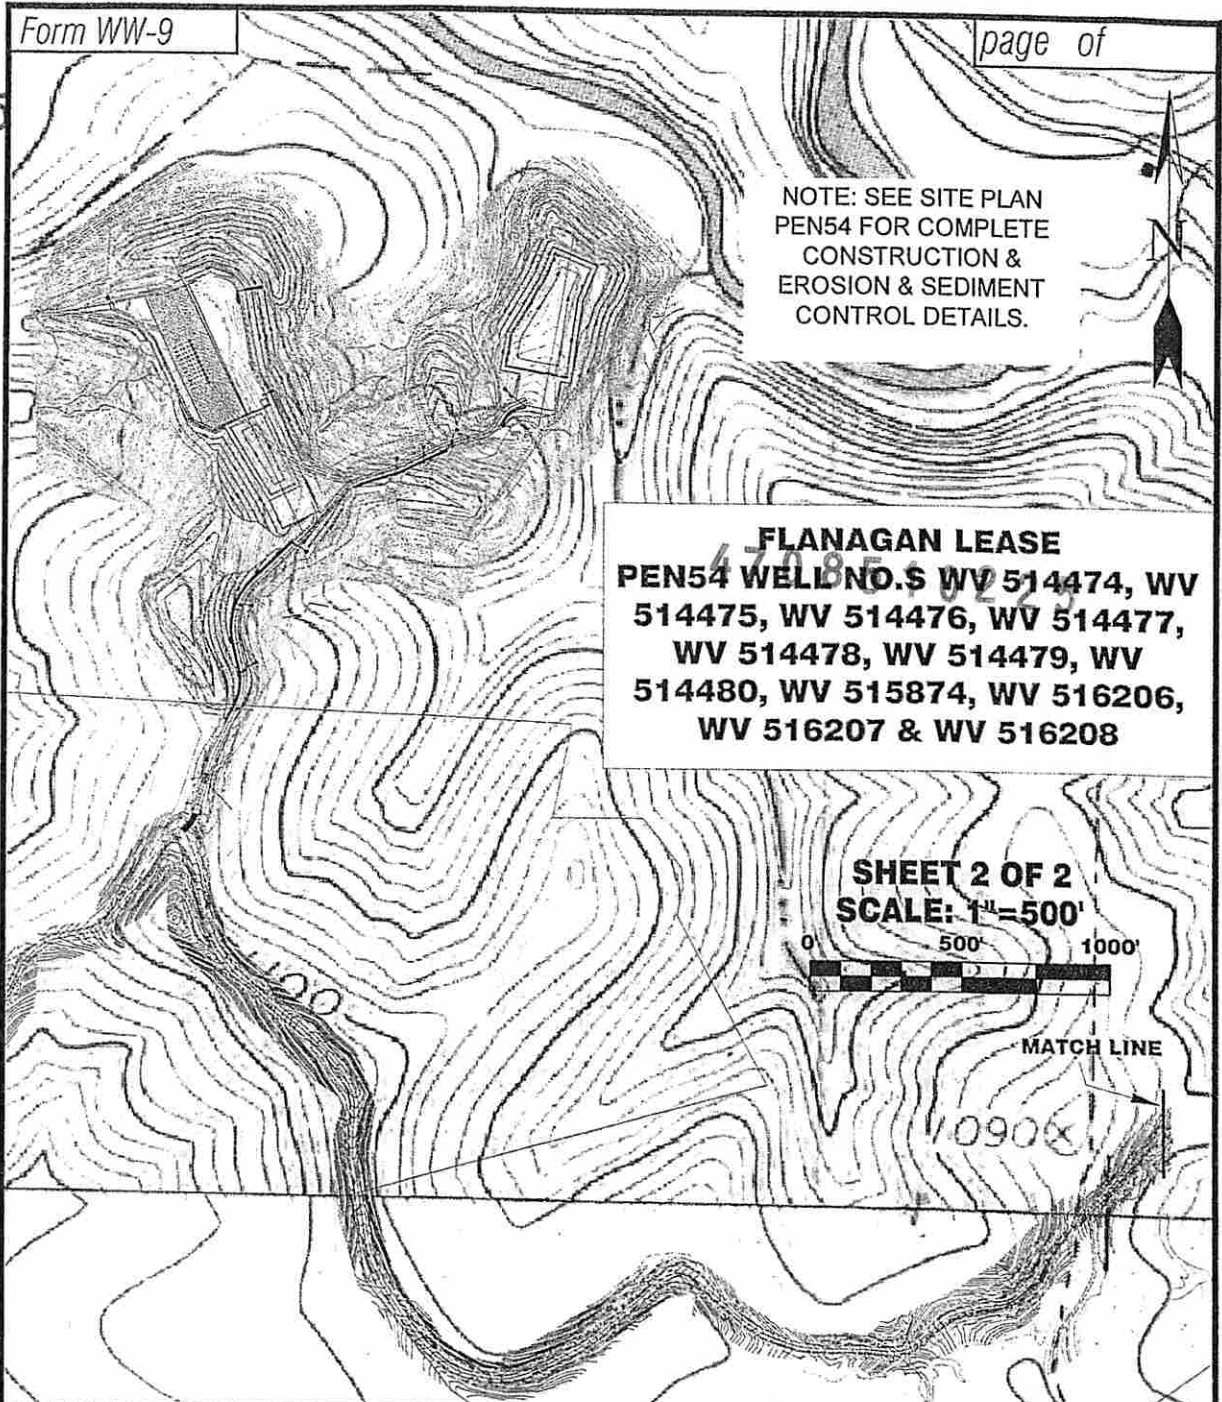 Form WW-9
page of
NOTE: SEE SITE PLAN
PEN54 FOR COMPLETE
CONSTRUCTION &
EROSION & SEDIMENT
CONTROL DETAILS.
N
FLANAGAN LEASE
PEN54 WELL NO.S WV 514474, WV
514475, WV 514476, WV 514477,
WV 514478, WV 514479, WV
514480, WV 515874, WV 516206,
WV 516207 & WV 516208
SHEET 2 OF 2
SCALE: 1"=500'
0' 500' 1000'
MATCH LINE
1090X